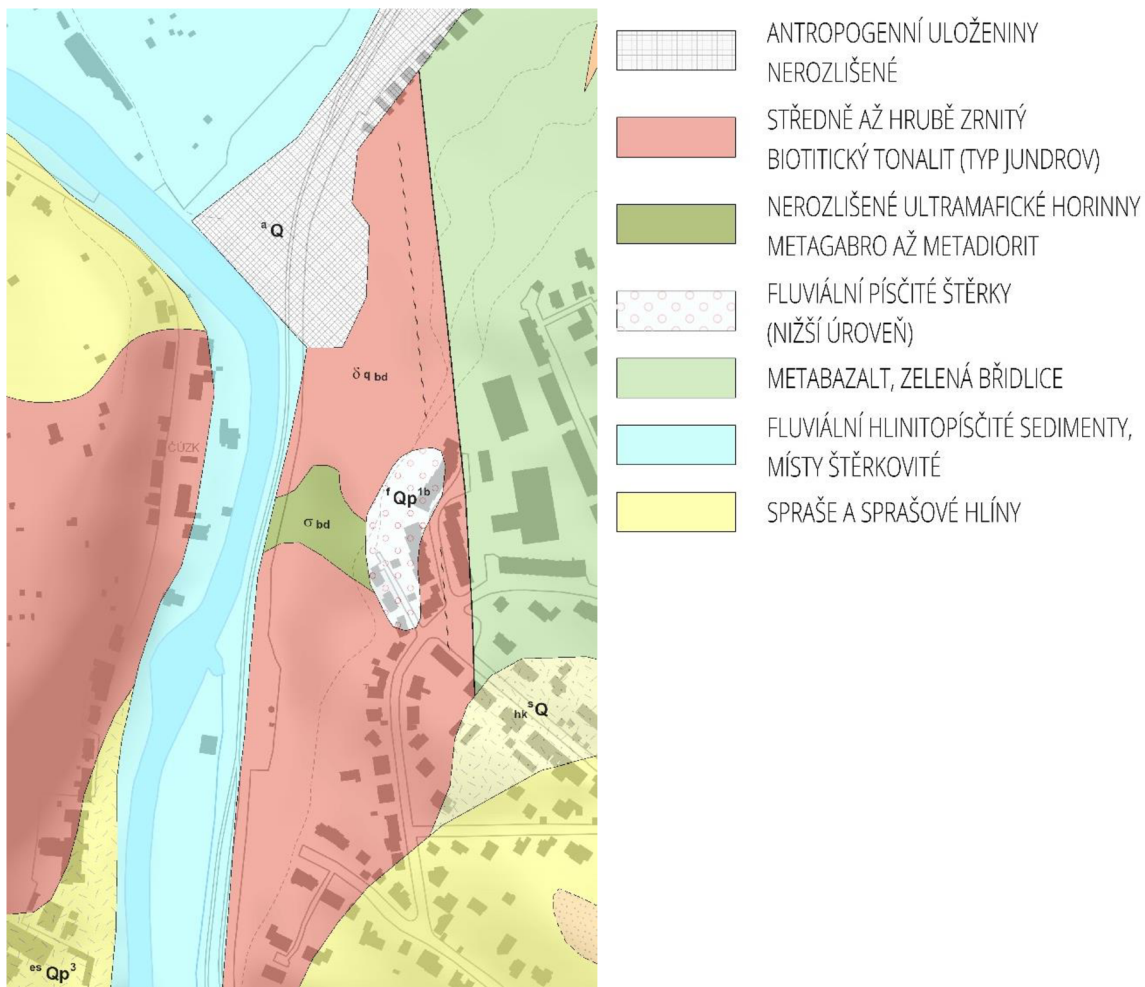 ᵃQ
δ q bd
ČÚZK
ᶠQp¹ᵇ
σ bd
hk ˢQ
ᵉˢQp³
ANTROPOGENNÍ ULOŽENINY
NEROZLIŠENÉ
STŘEDNĚ AŽ HRUBĚ ZRNITÝ
BIOTITICKÝ TONALIT (TYP JUNDROV)
NEROZLIŠENÉ ULTRAMAFICKÉ HORINNY
METAGABRO AŽ METADIORIT
FLUVIÁLNÍ PÍSČITÉ ŠTĚRKY
(NIŽŠÍ ÚROVEŇ)
METABAZALT, ZELENÁ BŘIDLICE
FLUVIÁLNÍ HLINITOPÍSČITÉ SEDIMENTY,
MÍSTY ŠTĚRKOVITÉ
SPRAŠE A SPRAŠOVÉ HLÍNY